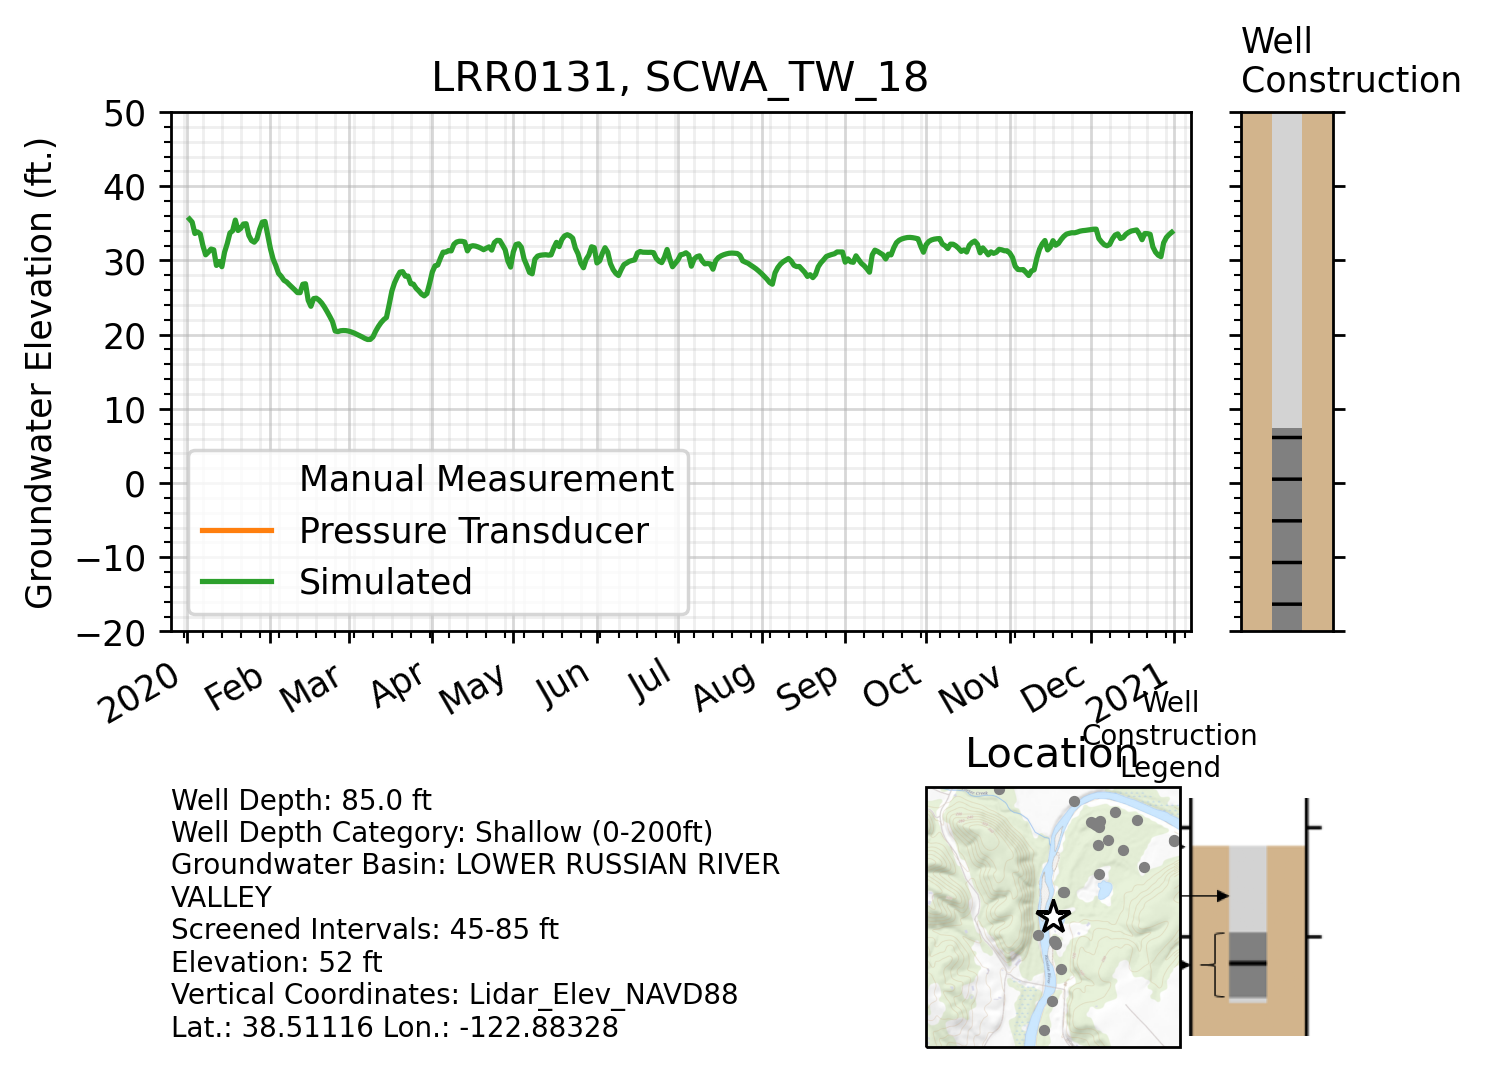 Well
Construction
LRR0131, SCWA_TW_18
Groundwater Elevation (ft.)
50
40
30
20
10
0
−10
−20
Manual Measurement
Pressure Transducer
Simulated
2020
Feb
Mar
Apr
May
Jun
Jul
Aug
Sep
Oct
Nov
Dec
2021
Well
Construction
Legend
Location
Well Depth: 85.0 ft
Well Depth Category: Shallow (0-200ft)
Groundwater Basin: LOWER RUSSIAN RIVER
VALLEY
Screened Intervals: 45-85 ft
Elevation: 52 ft
Vertical Coordinates: Lidar_Elev_NAVD88
Lat.: 38.51116 Lon.: -122.88328